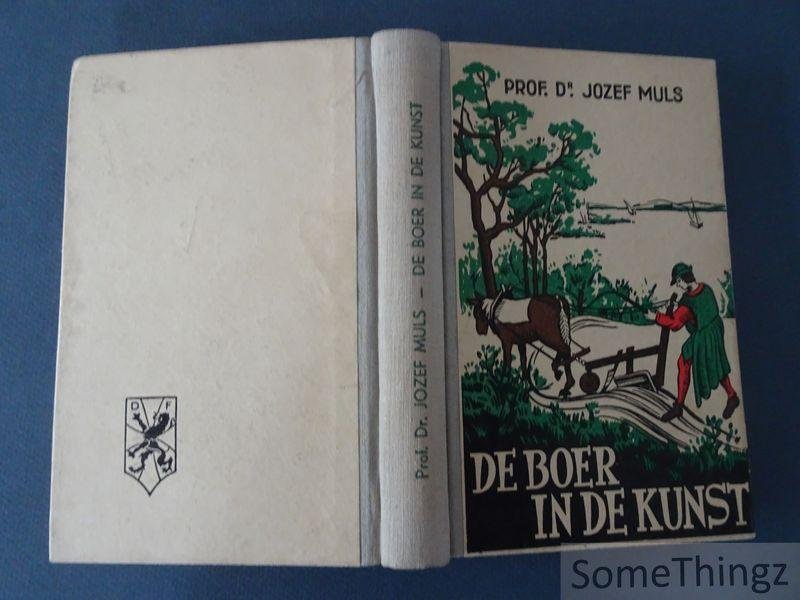 PROF. DR. JOZEF MULS
DE BOER
IN DE KUNST
Prof. Dr. JOZEF MULS – DE BOER IN DE KUNST
D F
SomeThingz